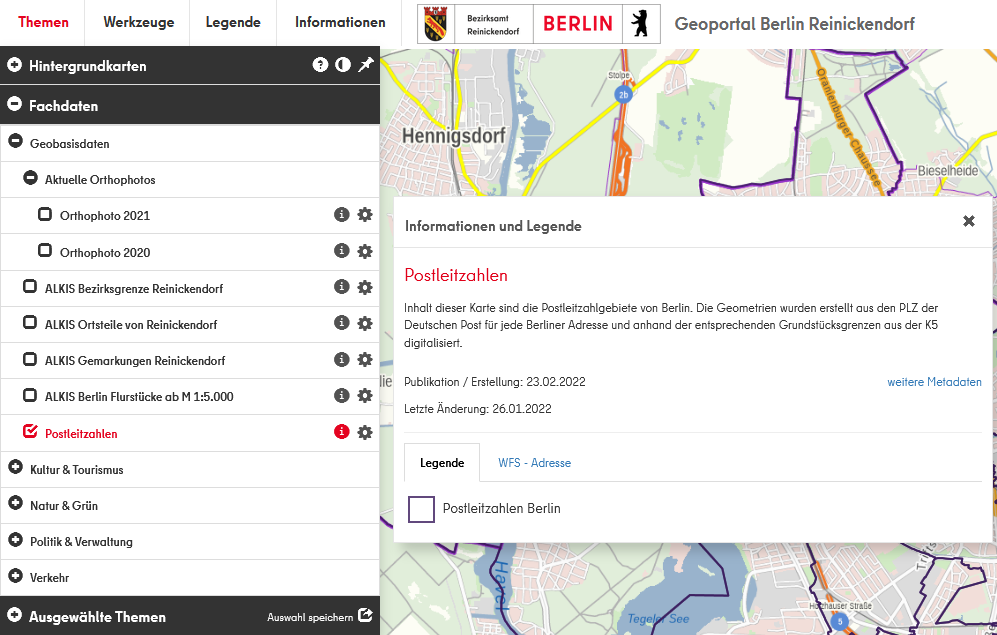 Themen
Werkzeuge
Legende
Informationen
Bezirksamt
Reinickendorf
BERLIN
Geoportal Berlin Reinickendorf
Hintergrundkarten
Fachdaten
Geobasisdaten
Aktuelle Orthophotos
Orthophoto 2021
Orthophoto 2020
ALKIS Bezirksgrenze Reinickendorf
ALKIS Ortsteile von Reinickendorf
ALKIS Gemarkungen Reinickendorf
ALKIS Berlin Flurstücke ab M 1:5.000
Postleitzahlen
Kultur & Tourismus
Natur & Grün
Politik & Verwaltung
Verkehr
Ausgewählte Themen
Auswahl speichern
Stolpe
2b
Hennigsdorf
Oranienburger Chaussee
Bieselheide
Informationen und Legende
Postleitzahlen
Inhalt dieser Karte sind die Postleitzahlgebiete von Berlin. Die Geometrien wurden erstellt aus den PLZ der
Deutschen Post für jede Berliner Adresse und anhand der entsprechenden Grundstücksgrenzen aus der K5
digitalisiert.
Publikation / Erstellung: 23.02.2022
weitere Metadaten
Letzte Änderung: 26.01.2022
Legende
WFS - Adresse
Postleitzahlen Berlin
Havel
Tegeler See
Holzhauser Straße
5